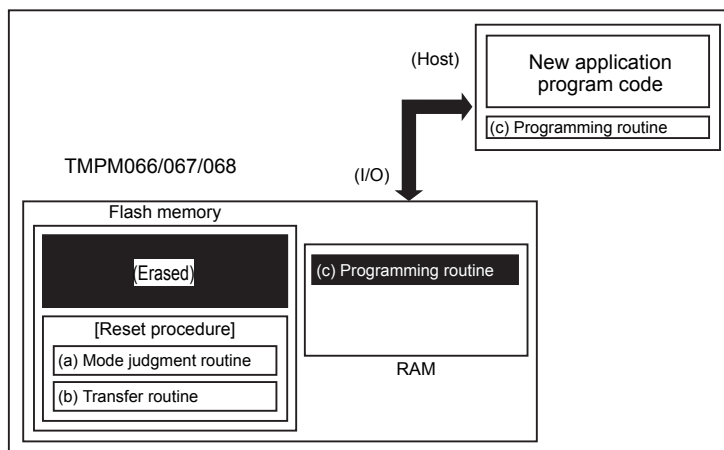 (Host)
New application
program code
(c) Programming routine
TMPM066/067/068
(I/O)
Flash memory
(Erased)
(c) Programming routine
[Reset procedure]
(a) Mode judgment routine
(b) Transfer routine
RAM